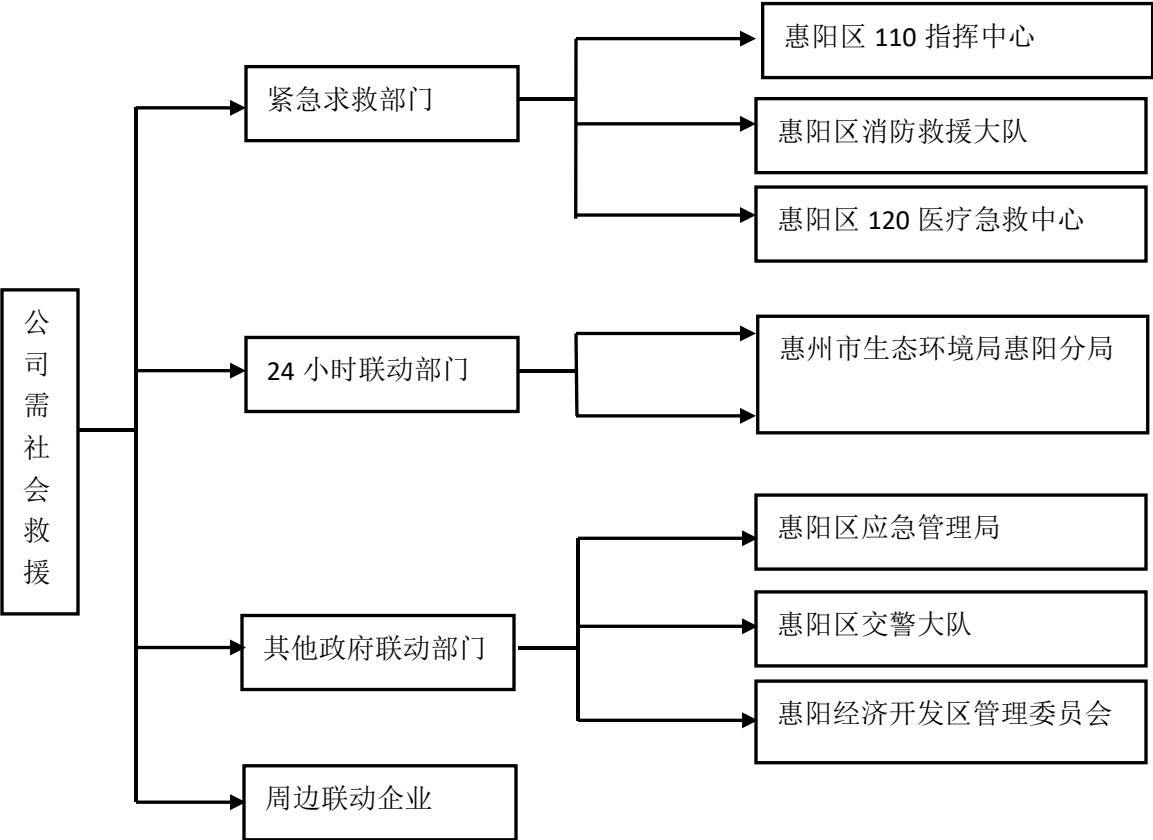 公司需社会救援
紧急求救部门
惠阳区 110 指挥中心
惠阳区消防救援大队
惠阳区 120 医疗急救中心
24 小时联动部门
惠州市生态环境局惠阳分局
其他政府联动部门
惠阳区应急管理局
惠阳区交警大队
惠阳经济开发区管理委员会
周边联动企业